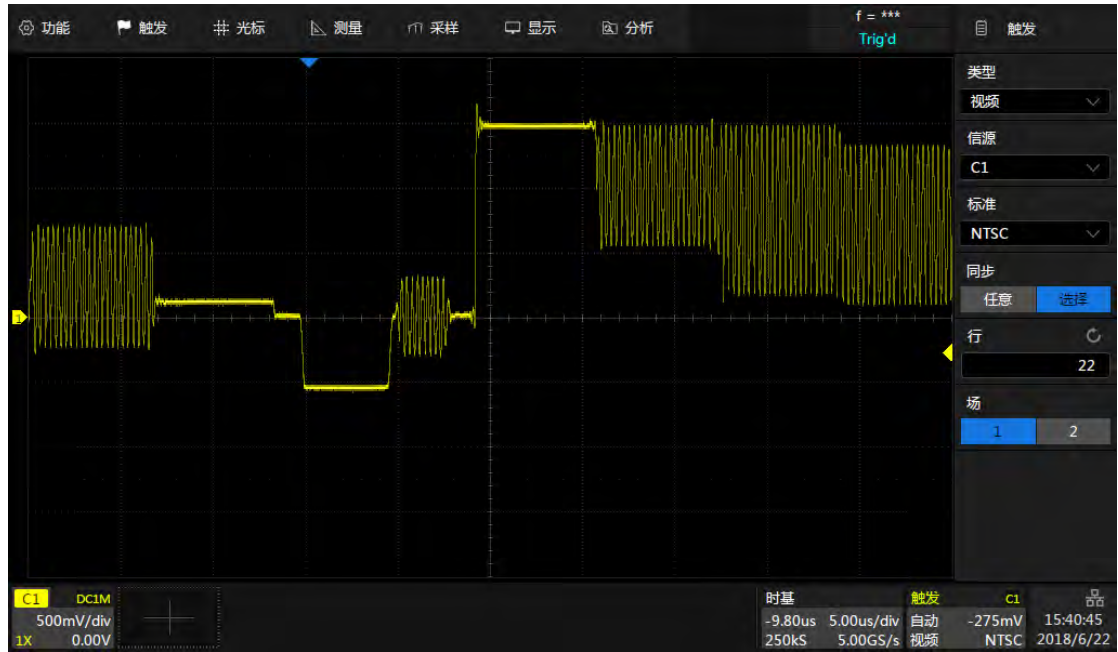 功能 触发 光标 测量 采样 显示 分析 f = *** 触发
Trig'd
类型
视频
信源
C1
标准
NTSC
同步
任意 选择
行
22
场
1 2
1
C1 DC1M
500mV/div
1X 0.00V
时基
-9.80us 5.00us/div
250kS 5.00GS/s
触发 C1
自动 -275mV
视频 NTSC
15:40:45
2018/6/22